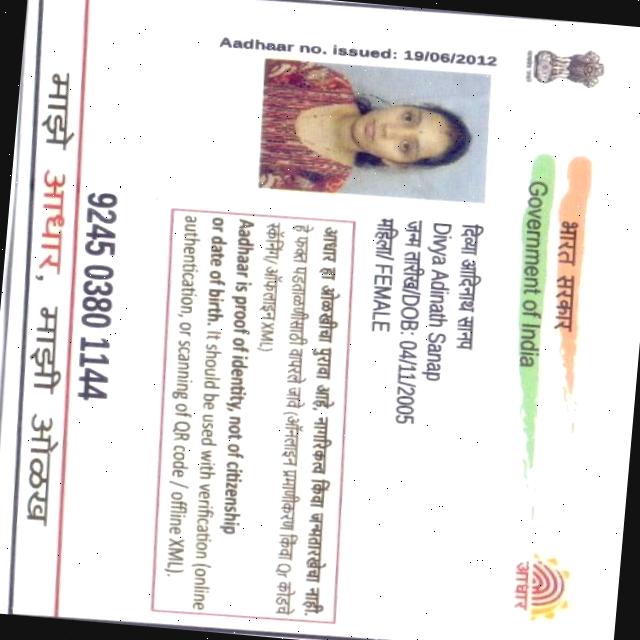 भारत सरकार
Government of India
Aadhaar no. issued: 19/06/2012
दिव्या आदिनाथ सानप
Divya Adinath Sanap
जन्म तारीख/DOB: 04/11/2005
महिला/ FEMALE
आधार हा ओळखीचा पुरावा आहे, नागरिकत्व किंवा जन्मतारखेचा नाही.
हे फक्त पडताळणीसाठी वापरले जावे (ऑनलाइन प्रमाणीकरण किंवा Qr कोडचे
स्कॅनिंग/ ऑफलाइन XML)
Aadhaar is proof of identity, not of citizenship
or date of birth. It should be used with verification (online
authentication, or scanning of QR code / offline XML).
आधार
9245 0380 1144
माझे आधार, माझी ओळख